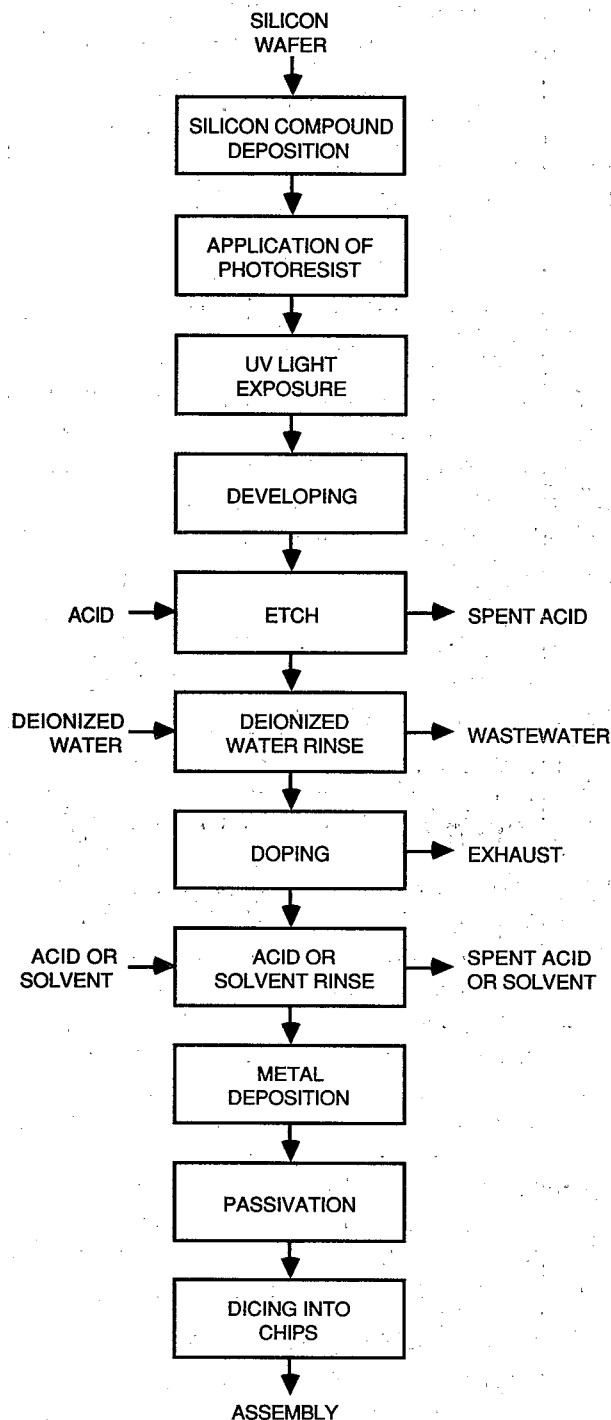 SILICON
WAFER
SILICON COMPOUND
DEPOSITION
APPLICATION OF
PHOTORESIST
UV LIGHT
EXPOSURE
DEVELOPING
ACID
ETCH
SPENT ACID
DEIONIZED
WATER
DEIONIZED
WATER RINSE
WASTEWATER
DOPING
EXHAUST
ACID OR
SOLVENT
ACID OR
SOLVENT RINSE
SPENT ACID
OR SOLVENT
METAL
DEPOSITION
PASSIVATION
DICING INTO
CHIPS
ASSEMBLY